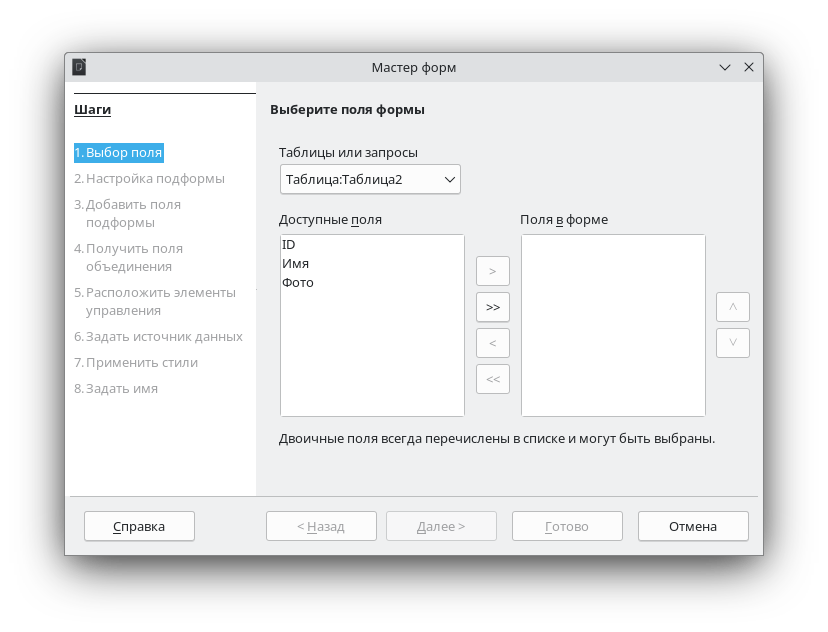 Мастер форм
Шаги
1. Выбор поля
2. Настройка подформы
3. Добавить поля
подформы
4. Получить поля
объединения
5. Расположить элементы
управления
6. Задать источник данных
7. Применить стили
8. Задать имя
Выберите поля формы
Таблицы или запросы
Таблица:Таблица2
Доступные поля
ID
Имя
Фото
>
>>
<
<<
Поля в форме
^
v
Двоичные поля всегда перечислены в списке и могут быть выбраны.
Справка
< Назад
Далее >
Готово
Отмена